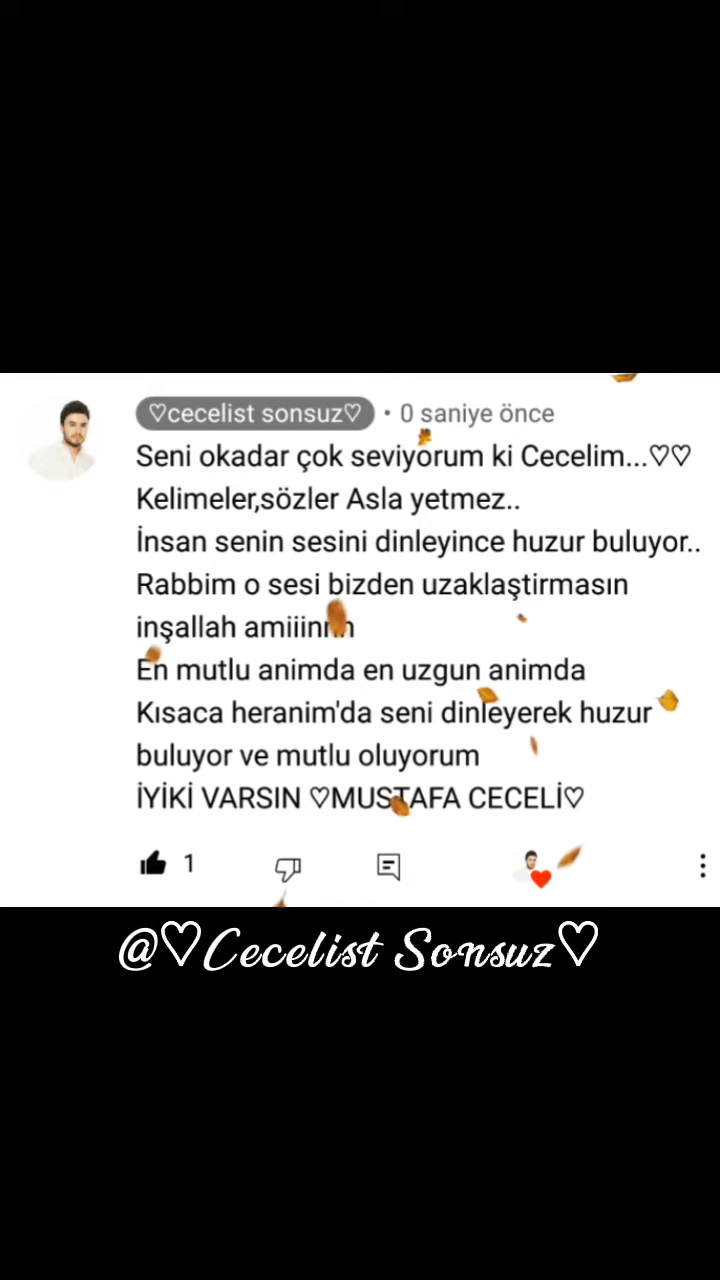 ♡cecelist sonsuz♡ • 0 saniye önce
Seni okadar çok seviyorum ki Cecelim...♡♡
Kelimeler,sözler Asla yetmez..
İnsan senin sesini dinleyince huzur buluyor..
Rabbim o sesi bizden uzaklaştirmasın
inşallah amiiinnn
En mutlu animda en uzgun animda
Kısaca heranim'da seni dinleyerek huzur
buluyor ve mutlu oluyorum
İYİKİ VARSIN ♡MUSTAFA CECELİ♡
1
@♡Cecelist Sonsuz♡